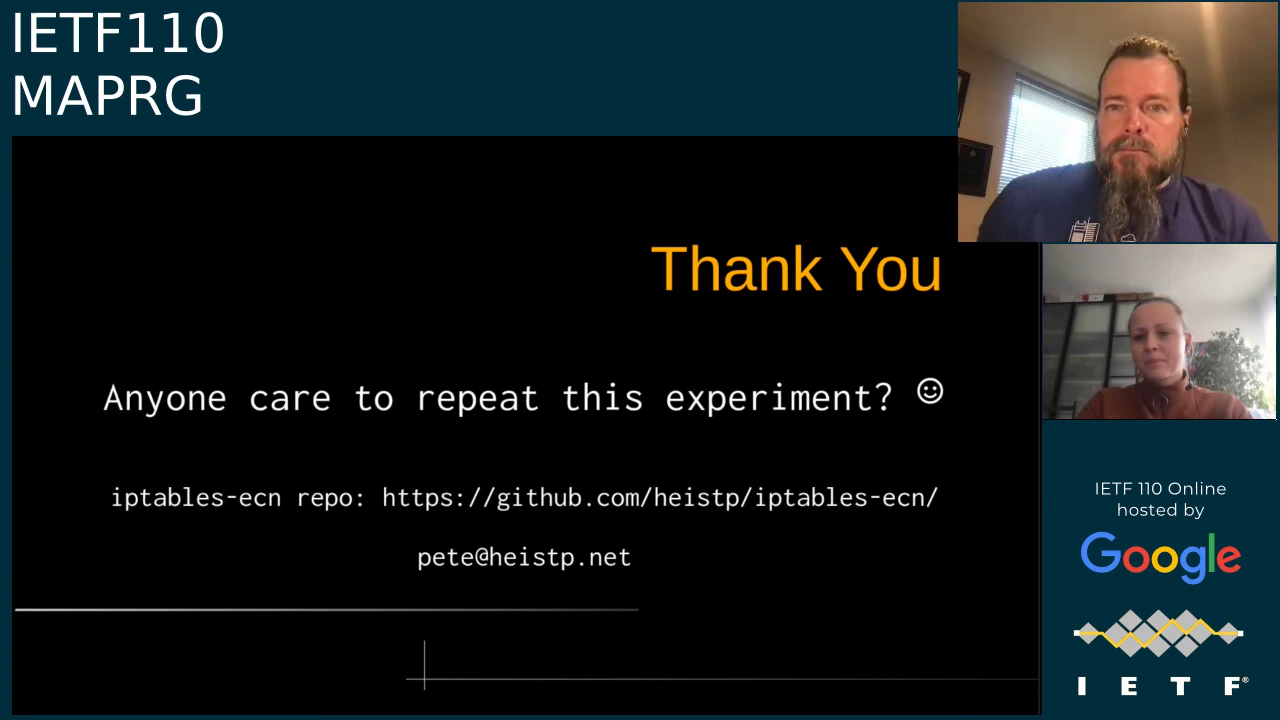 IETF110
MAPRG
Thank You
Anyone care to repeat this experiment? ☺
iptables-ecn repo: https://github.com/heistp/iptables-ecn/
pete@heistp.net
IETF 110 Online
hosted by
Google
I E T F®